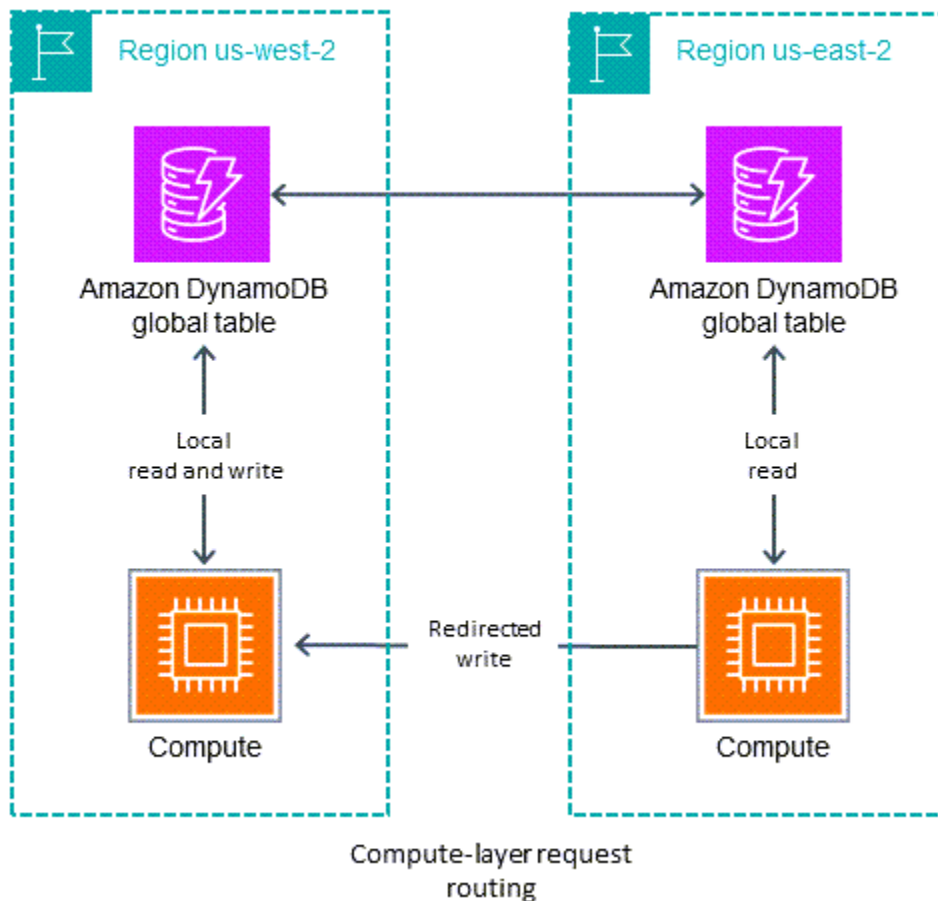 Region us-west-2
Region us-east-2
Amazon DynamoDB
global table
Amazon DynamoDB
global table
Local
read and write
Local
read
Redirected
write
Compute
Compute
Compute-layer request
routing